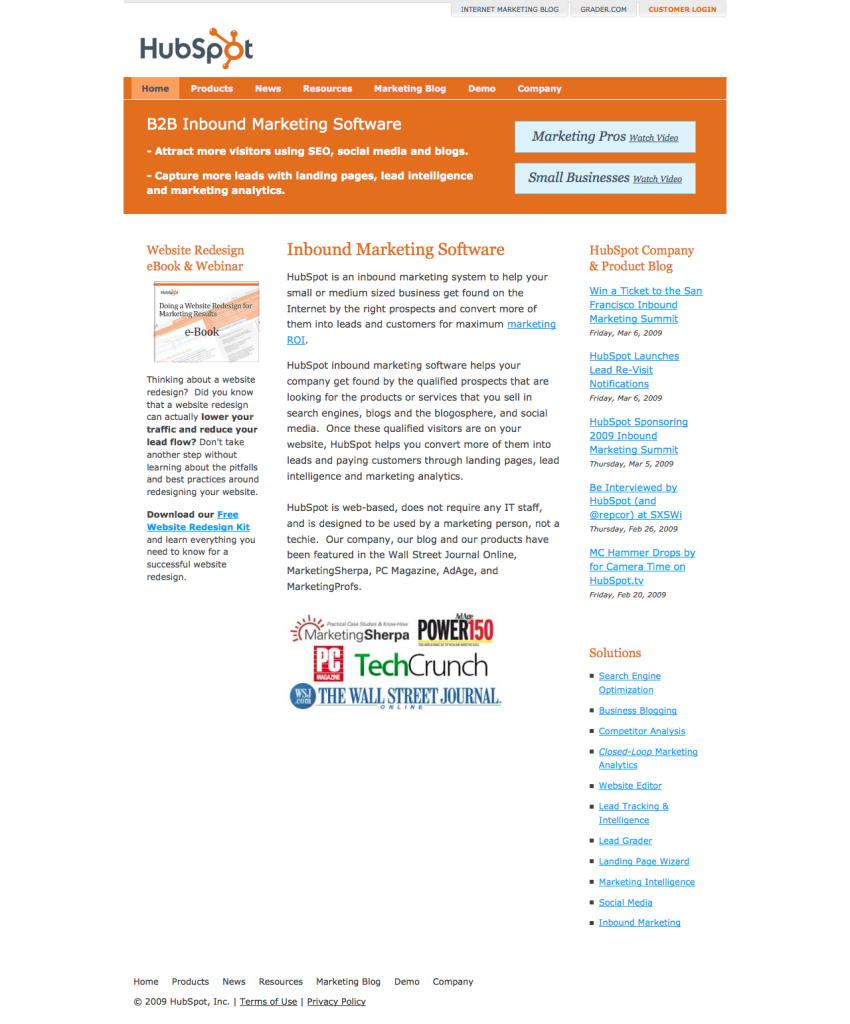 INTERNET MARKETING BLOG
GRADER.COM
CUSTOMER LOGIN
HubSpot
Home
Products
News
Resources
Marketing Blog
Demo
Company
B2B Inbound Marketing Software
- Attract more visitors using SEO, social media and blogs.
- Capture more leads with landing pages, lead intelligence
and marketing analytics.
Marketing Pros Watch Video
Small Businesses Watch Video
Website Redesign
eBook & Webinar
HubSpot
Doing a Website Redesign for
Marketing Results
e-Book
Thinking about a website
redesign? Did you know
that a website redesign
can actually lower your
traffic and reduce your
lead flow? Don't take
another step without
learning about the pitfalls
and best practices around
redesigning your website.
Download our Free
Website Redesign Kit
and learn everything you
need to know for a
successful website
redesign.
Inbound Marketing Software
HubSpot is an inbound marketing system to help your
small or medium sized business get found on the
Internet by the right prospects and convert more of
them into leads and customers for maximum marketing
ROI.
HubSpot inbound marketing software helps your
company get found by the qualified prospects that are
looking for the products or services that you sell in
search engines, blogs and the blogosphere, and social
media. Once these qualified visitors are on your
website, HubSpot helps you convert more of them into
leads and paying customers through landing pages, lead
intelligence and marketing analytics.
HubSpot is web-based, does not require any IT staff,
and is designed to be used by a marketing person, not a
techie. Our company, our blog and our products have
been featured in the Wall Street Journal Online,
MarketingSherpa, PC Magazine, AdAge, and
MarketingProfs.
Practical Case Studies & Know-How
MarketingSherpa
AdAge
POWER150
PC
MAGAZINE
TechCrunch
WSJ
.com
THE WALL STREET JOURNAL.
ONLINE
HubSpot Company
& Product Blog
Win a Ticket to the San
Francisco Inbound
Marketing Summit
Friday, Mar 6, 2009
HubSpot Launches
Lead Re-Visit
Notifications
Friday, Mar 6, 2009
HubSpot Sponsoring
2009 Inbound
Marketing Summit
Thursday, Mar 5, 2009
Be Interviewed by
HubSpot (and
@repcor) at SXSWi
Thursday, Feb 26, 2009
MC Hammer Drops by
for Camera Time on
HubSpot.tv
Friday, Feb 20, 2009
Solutions
Search Engine
Optimization
Business Blogging
Competitor Analysis
Closed-Loop Marketing
Analytics
Website Editor
Lead Tracking &
Intelligence
Lead Grader
Landing Page Wizard
Marketing Intelligence
Social Media
Inbound Marketing
Home
Products
News
Resources
Marketing Blog
Demo
Company
© 2009 HubSpot, Inc. | Terms of Use | Privacy Policy